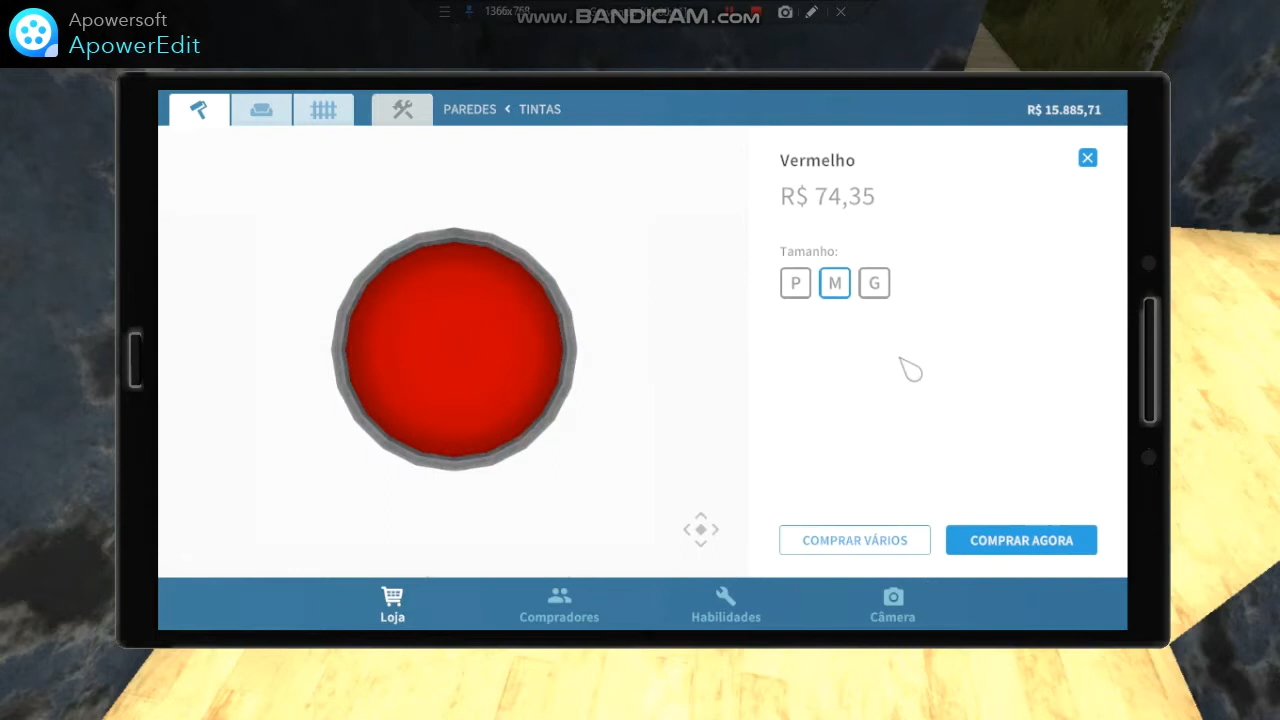 Apowersoft
ApowerEdit
1366x768
www.BANDICAM.com
PAREDES < TINTAS
R$ 15.885,71
Vermelho
R$ 74,35
Tamanho:
P M G
COMPRAR VÁRIOS
COMPRAR AGORA
Loja
Compradores
Habilidades
Câmera